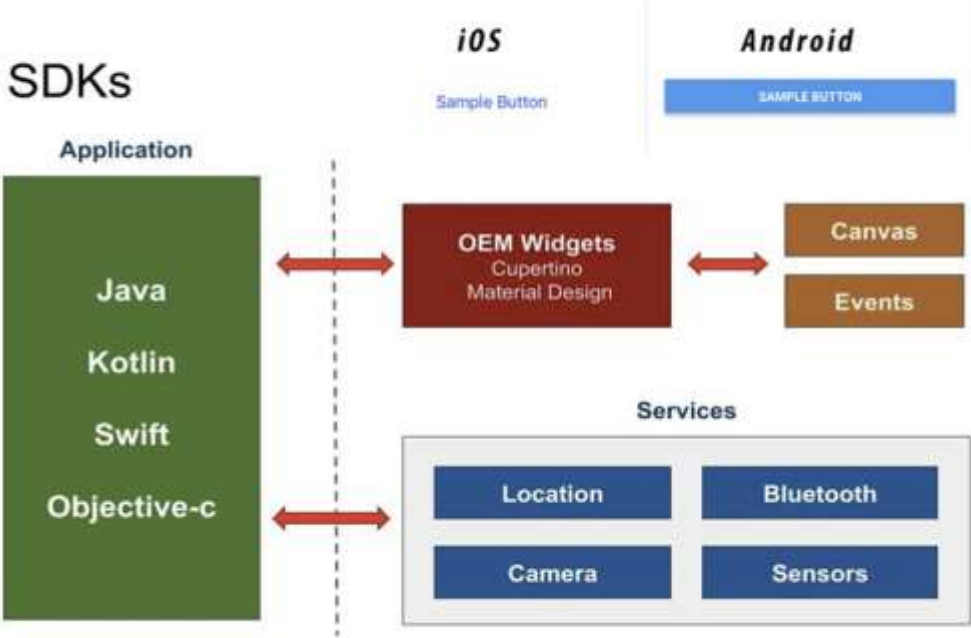 SDKs
iOS
Android
Sample Button
SAMPLE BUTTON
Application
Java
Kotlin
Swift
Objective-c
OEM Widgets
Cupertino
Material Design
Canvas
Events
Services
Location
Bluetooth
Camera
Sensors